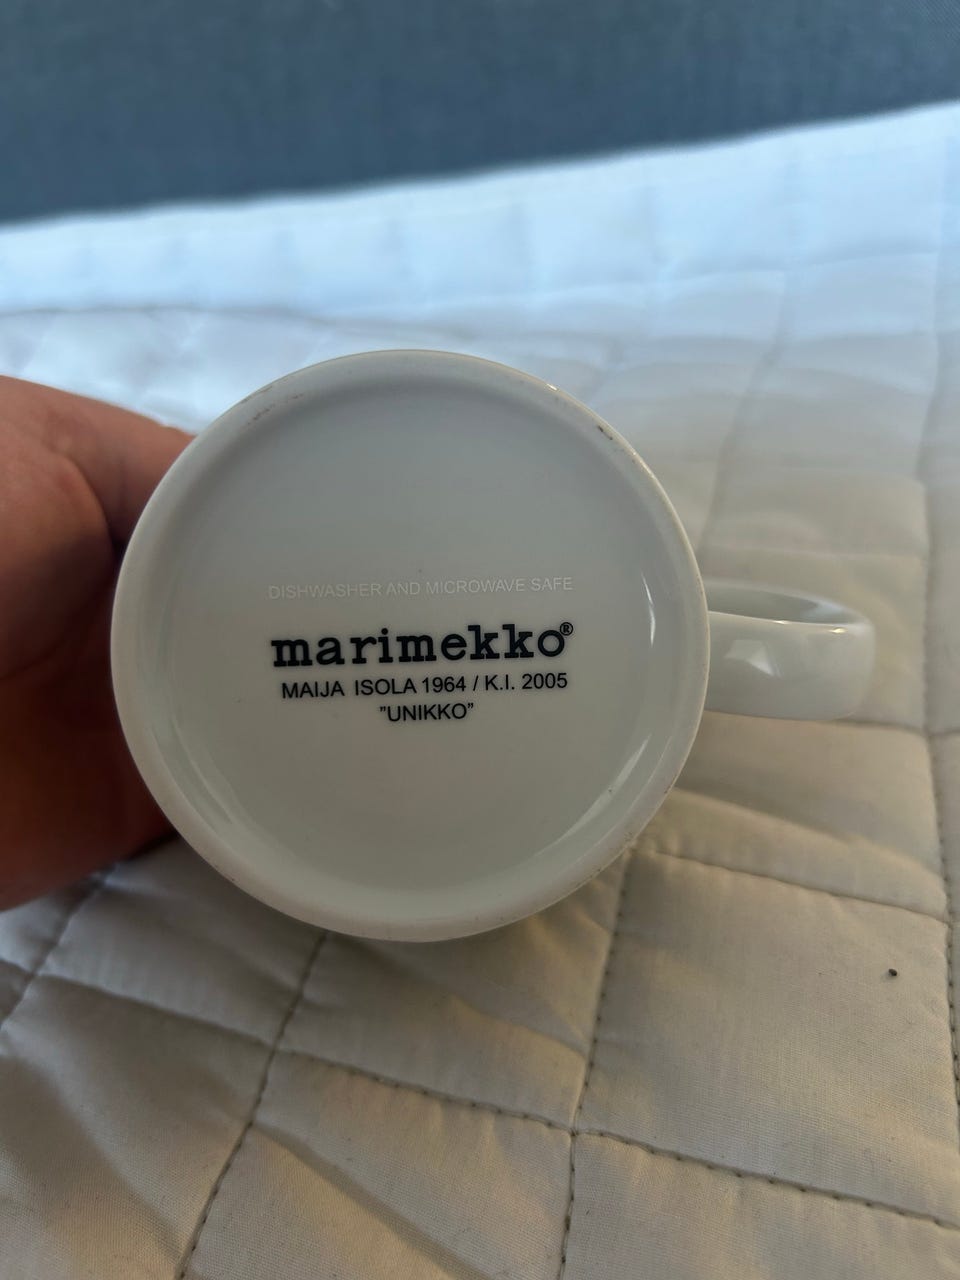 DISHWASHER AND MICROWAVE SAFE
marimekko®
MAIJA ISOLA 1964 / K.I. 2005
”UNIKKO”